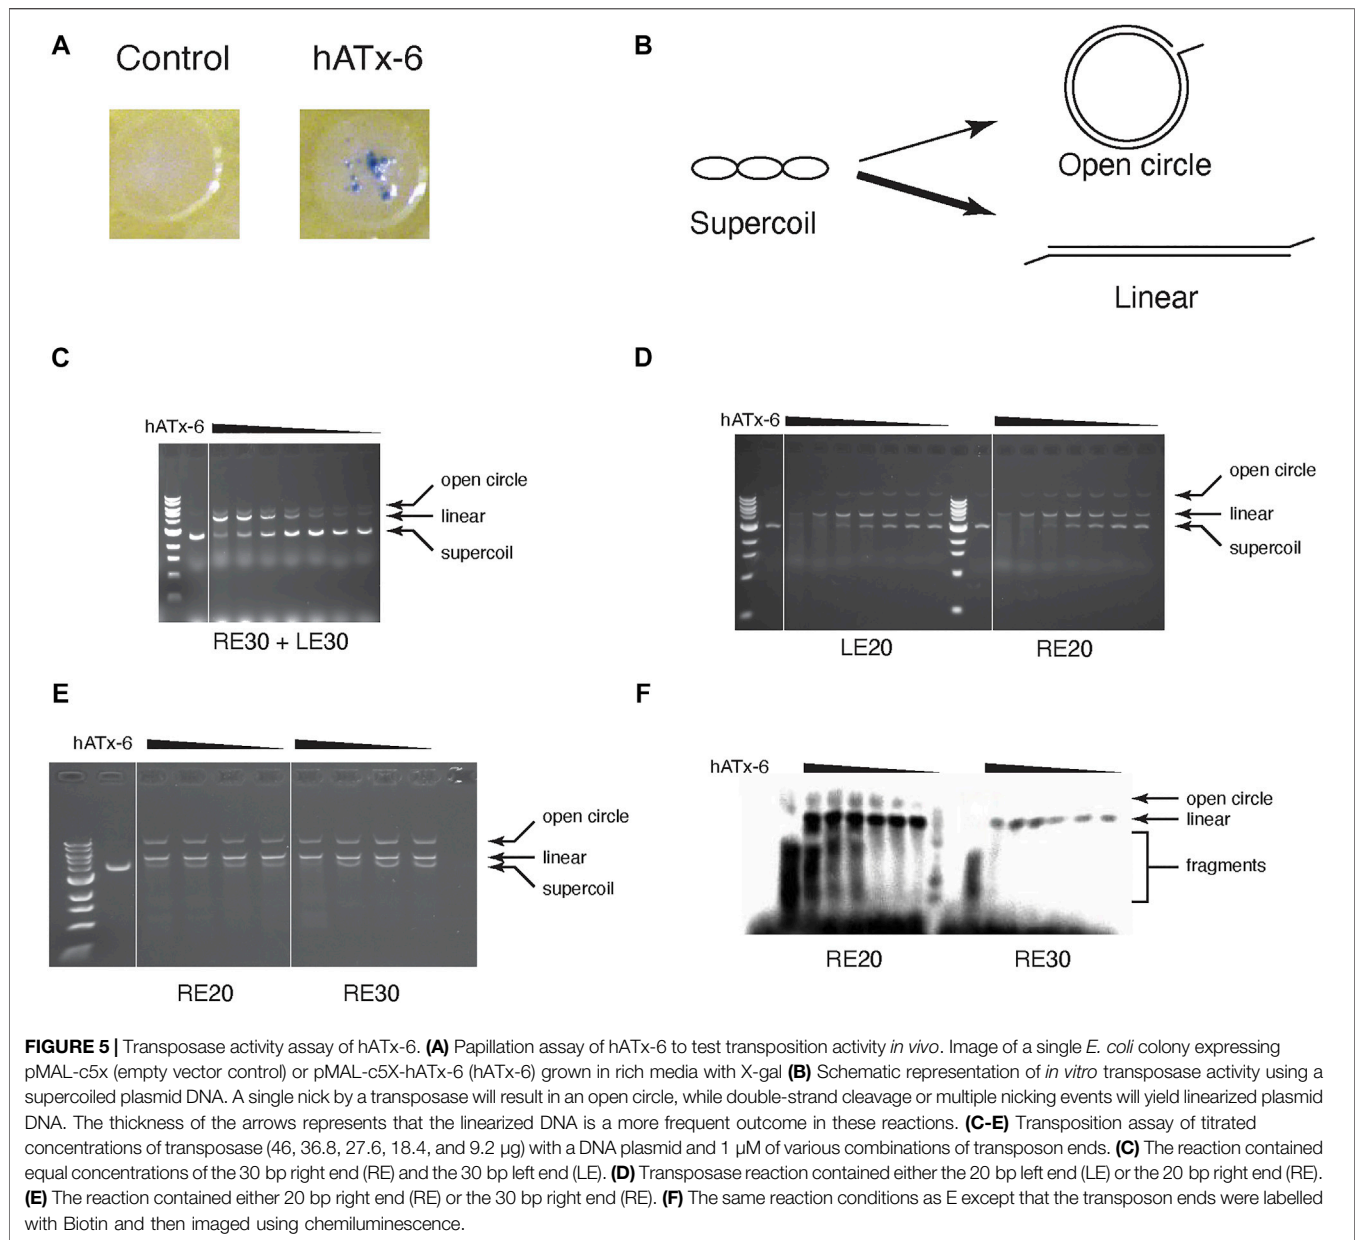 A
Control
hATx-6
B
Supercoil
Open circle
Linear
C
hATx-6
open circle
linear
supercoil
RE30 + LE30
D
hATx-6
open circle
linear
supercoil
LE20
RE20
E
hATx-6
open circle
linear
supercoil
RE20
RE30
F
hATx-6
open circle
linear
fragments
RE20
RE30
FIGURE 5 | Transposase activity assay of hATx-6. (A) Papillation assay of hATx-6 to test transposition activity in vivo. Image of a single E. coli colony expressing
pMAL-c5x (empty vector control) or pMAL-c5X-hATx-6 (hATx-6) grown in rich media with X-gal (B) Schematic representation of in vitro transposase activity using a
supercoiled plasmid DNA. A single nick by a transposase will result in an open circle, while double-strand cleavage or multiple nicking events will yield linearized plasmid
DNA. The thickness of the arrows represents that the linearized DNA is a more frequent outcome in these reactions. (C-E) Transposition assay of titrated
concentrations of transposase (46, 36.8, 27.6, 18.4, and 9.2 µg) with a DNA plasmid and 1 µM of various combinations of transposon ends. (C) The reaction contained
equal concentrations of the 30 bp right end (RE) and the 30 bp left end (LE). (D) Transposase reaction contained either the 20 bp left end (LE) or the 20 bp right end (RE).
(E) The reaction contained either 20 bp right end (RE) or the 30 bp right end (RE). (F) The same reaction conditions as E except that the transposon ends were labelled
with Biotin and then imaged using chemiluminescence.